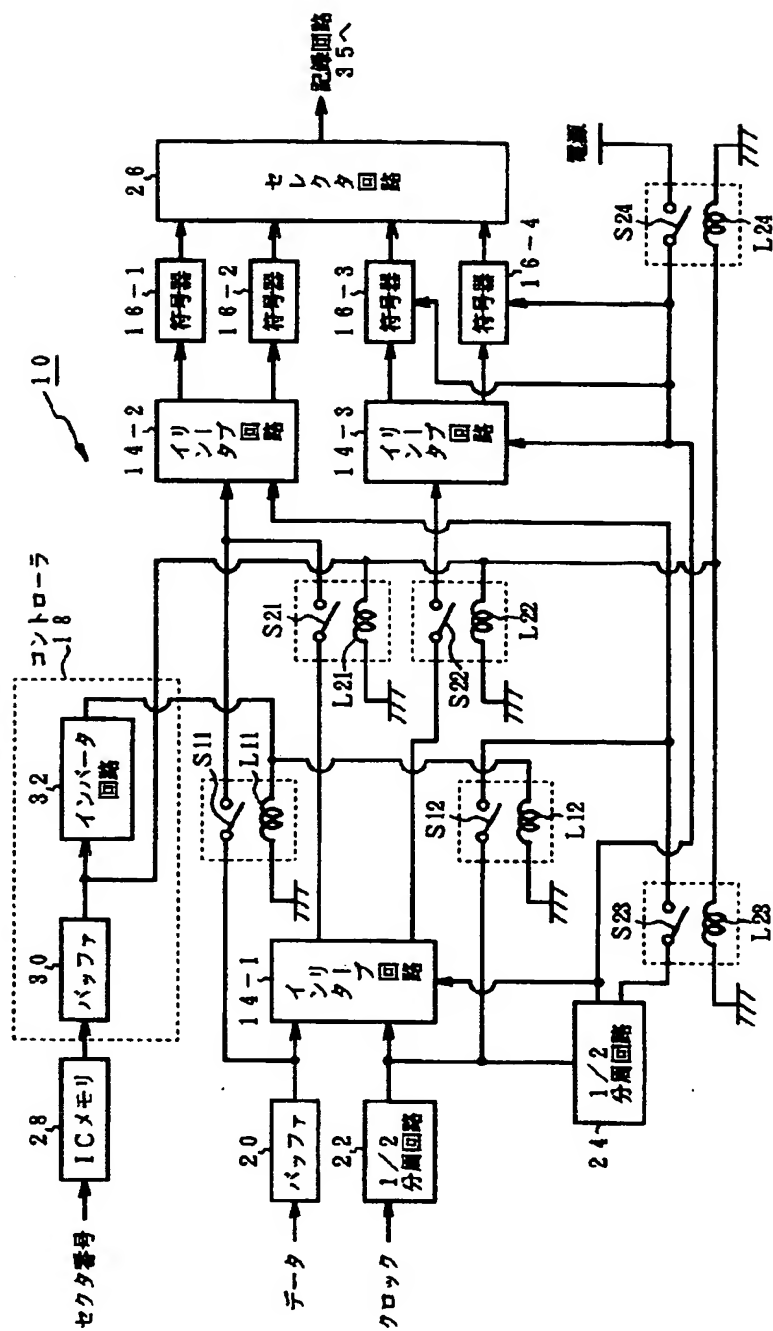 セクタ番号
28
ICメモリ
コントローラ
18
30
バッファ
32
インバータ
回路
10
データ
20
バッファ
クロック
22
1/2
分周回路
24
1/2
分周回路
14-1
インタ
リーブ
回路
S11
L11
S12
L12
S21
L21
S22
L22
S23
L23
S24
L24
電源
14-2
インタ
リーブ
回路
14-3
インタ
リーブ
回路
16-1
符号器
16-2
符号器
16-3
符号器
16-4
符号器
26
セレクタ回路
記録回路
35へ